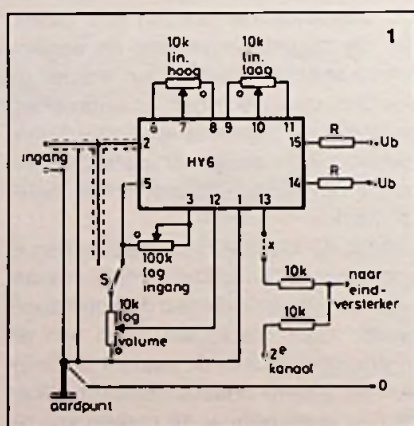 1
10k
lin.
hoog
10k
lin.
laag
6 7 8 9 10 11
ingang
2
HY6
15
R
Ub
5
14
R
Ub
3 12 1 13
100k
log
ingang
x
S
10k
log
volume
10k
naar
eind-
versterker
10k
2e
kanaal
aardpunt
0